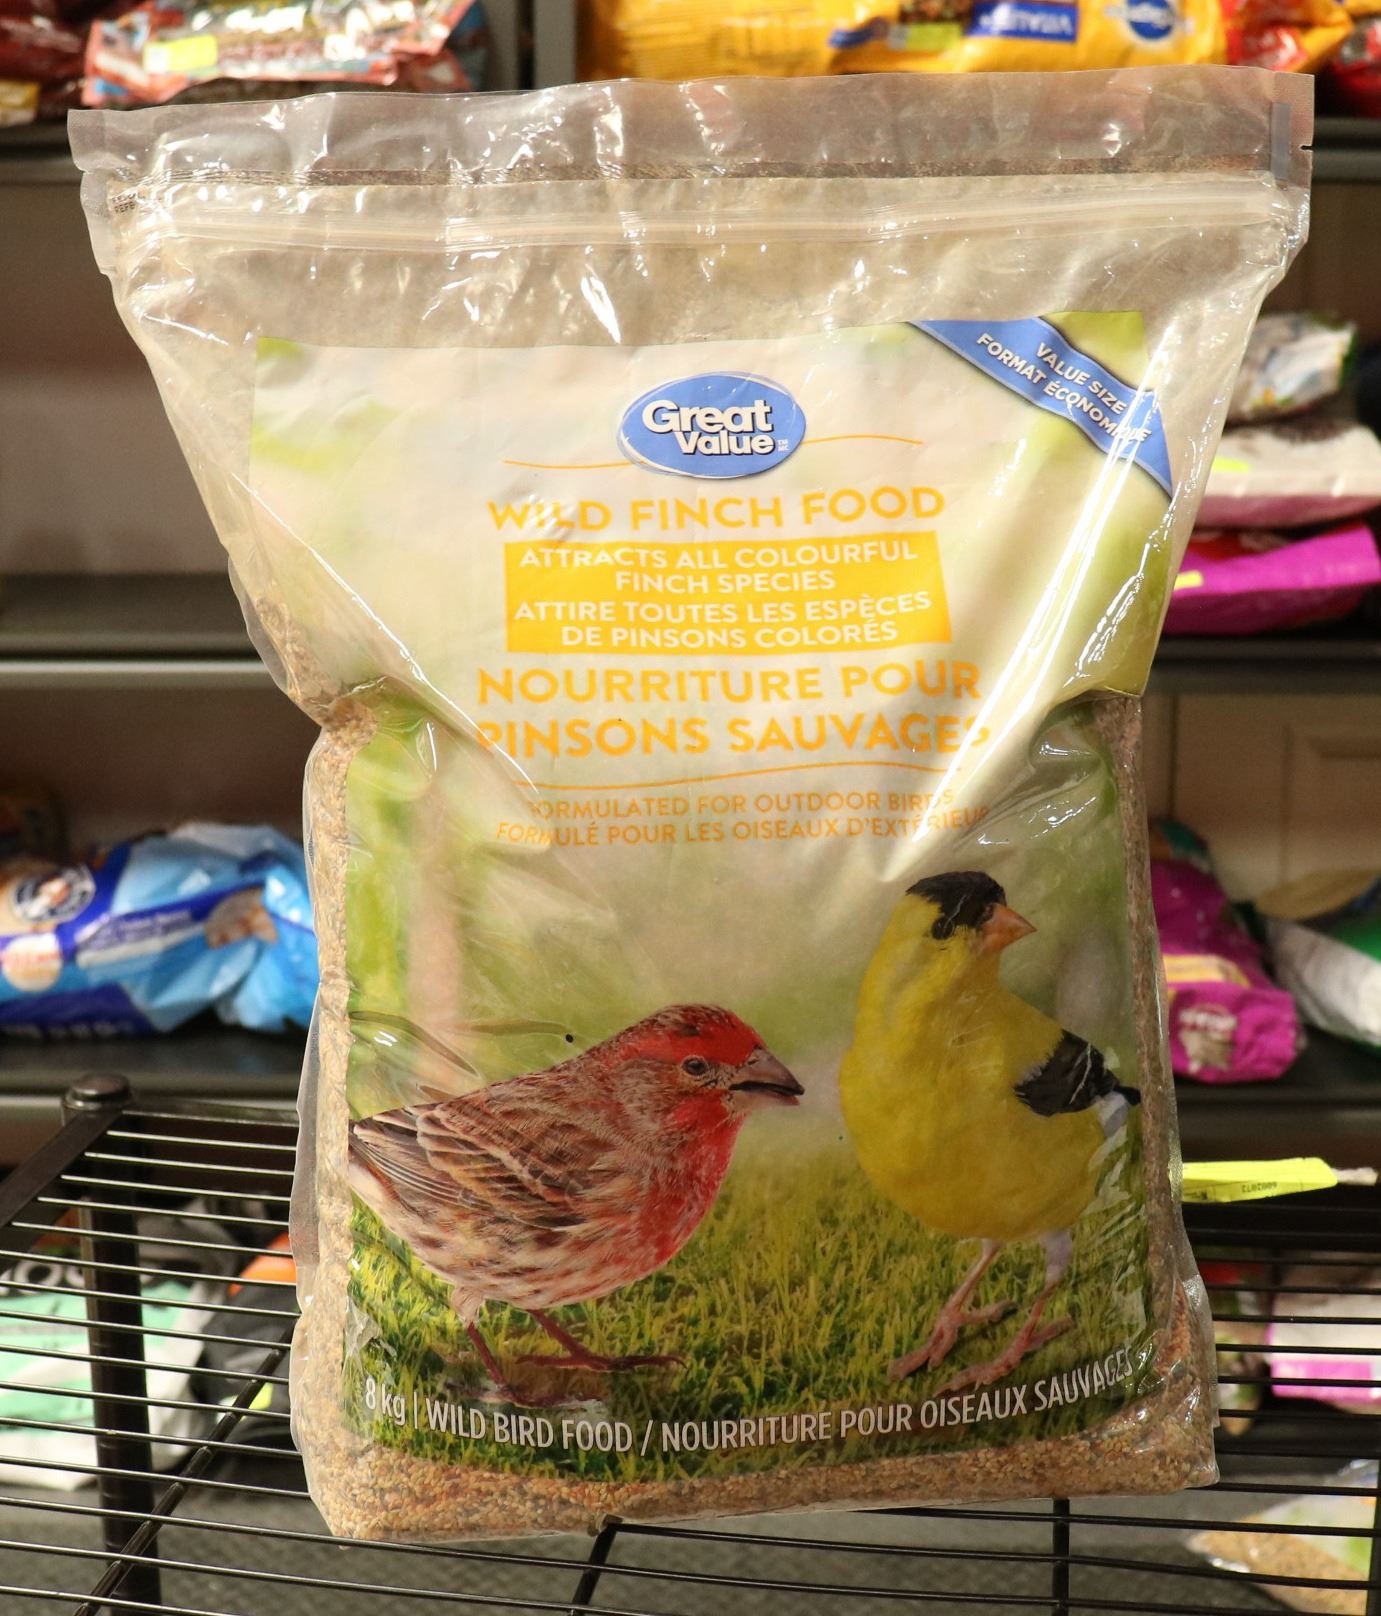 VALUE SIZE
FORMAT ÉCONOMIQUE
Great
Value
WILD FINCH FOOD
ATTRACTS ALL COLOURFUL
FINCH SPECIES
ATTIRE TOUTES LES ESPÈCES
DE PINSONS COLORÉS
NOURRITURE POUR
PINSONS SAUVAGES
FORMULATED FOR OUTDOOR BIRDS
FORMULÉ POUR LES OISEAUX D'EXTÉRIEUR
8 kg | WILD BIRD FOOD / NOURRITURE POUR OISEAUX SAUVAGES